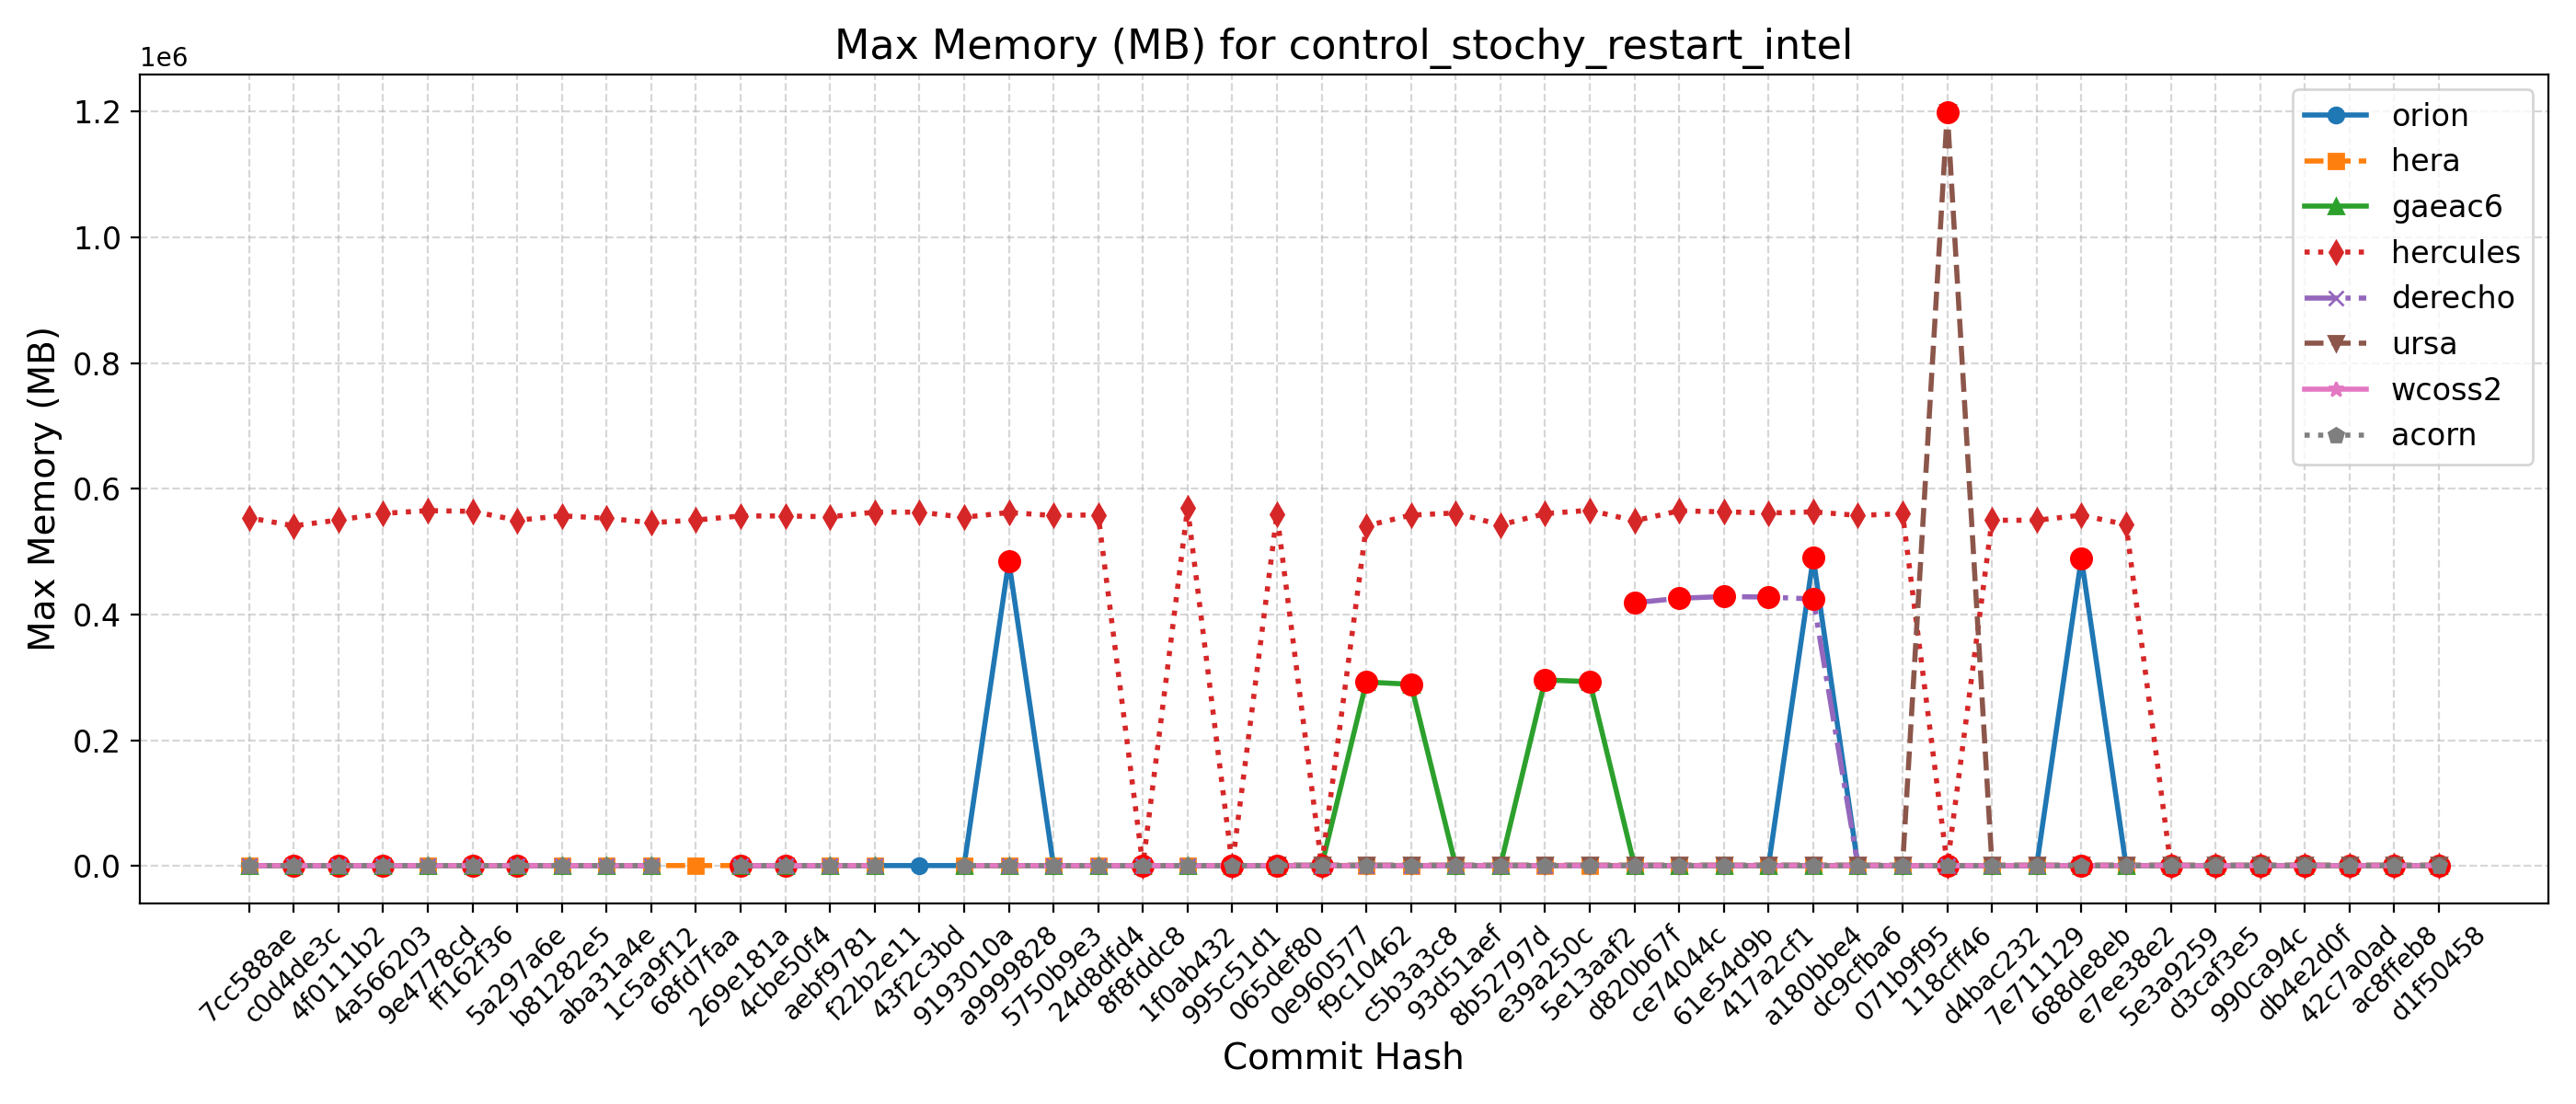 Max Memory (MB) for control_stochy_restart_intel
1e6
1.2
1.0
0.8
0.6
0.4
0.2
0.0
Max Memory (MB)
orion
hera
gaeac6
hercules
derecho
ursa
wcoss2
acorn
7cc588ae
c0d4de3c
4f0111b2
4a566203
9e4778cd
ff162f36
5a297a6e
b81282e5
aba31a4e
1c5a9f12
68fd7faa
269e181a
4cbe50f4
aebf9781
f22b2e11
43f2c3bd
9193010a
a9999828
5750b9e3
24d8dfd4
8f8fddc8
1f0ab432
995c51d1
065def80
0e960577
f9c10462
c5b3a3c8
93d51aef
8b52797d
e39a250c
5e13aaf2
d820b67f
ce74044c
61e54d9b
417a2cf1
a180bbe4
dc9cfba6
071b9f95
118cff46
d4bac232
7e711129
688de8eb
e7ee38e2
5e3a9259
d3caf3e5
990ca94c
db4e2d0f
42c7a0ad
ac8ffeb8
d1f50458
Commit Hash